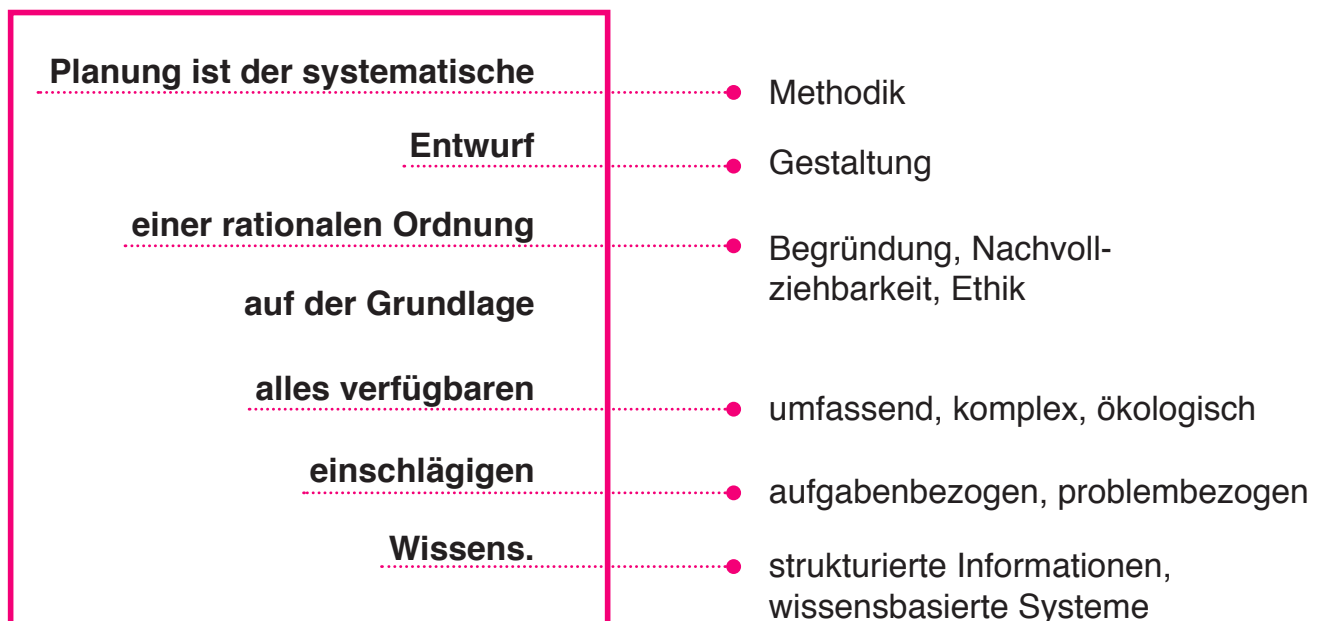 Planung ist der systematische
Methodik
Entwurf
Gestaltung
einer rationalen Ordnung
Begründung, Nachvoll-
ziehbarkeit, Ethik
auf der Grundlage
alles verfügbaren
umfassend, komplex, ökologisch
einschlägigen
aufgabenbezogen, problembezogen
Wissens.
strukturierte Informationen,
wissensbasierte Systeme